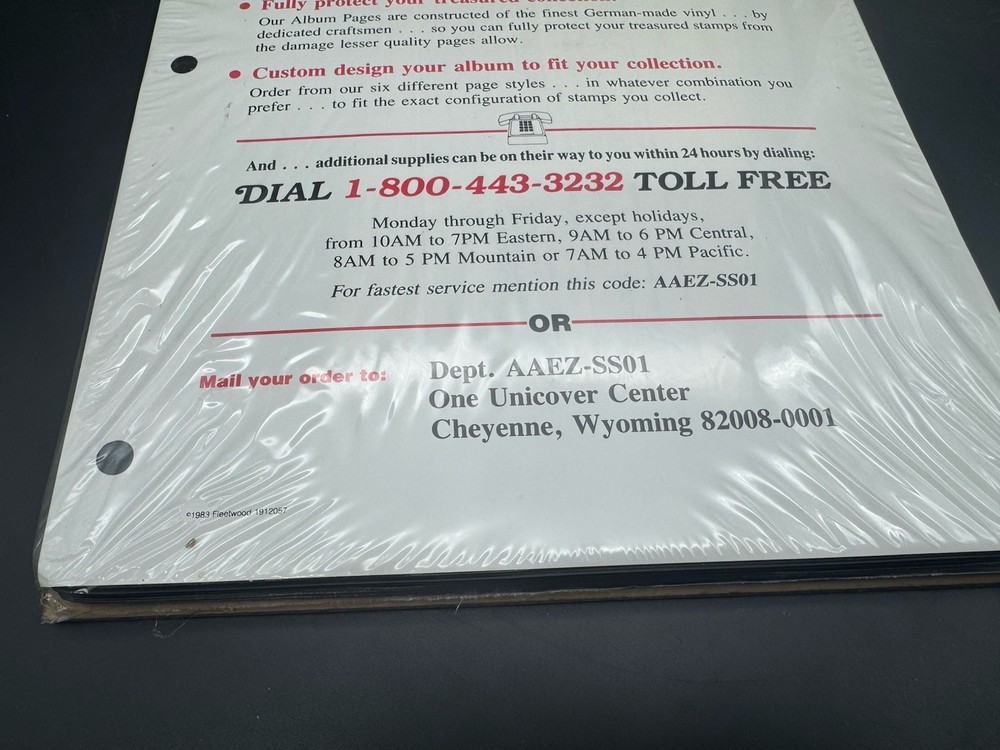 • Fully protect your treasured collection.
Our Album Pages are constructed of the finest German-made vinyl . . . by
dedicated craftsmen . . . so you can fully protect your treasured stamps from
the damage lesser quality pages allow.
• Custom design your album to fit your collection.
Order from our six different page styles . . . in whatever combination you
prefer . . . to fit the exact configuration of stamps you collect.
And . . . additional supplies can be on their way to you within 24 hours by dialing:
DIAL 1-800-443-3232 TOLL FREE
Monday through Friday, except holidays,
from 10AM to 7PM Eastern, 9AM to 6 PM Central,
8AM to 5 PM Mountain or 7AM to 4 PM Pacific.
For fastest service mention this code: AAEZ-SS01
OR
Mail your order to:
Dept. AAEZ-SS01
One Unicover Center
Cheyenne, Wyoming 82008-0001
©1983 Fleetwood 1912057